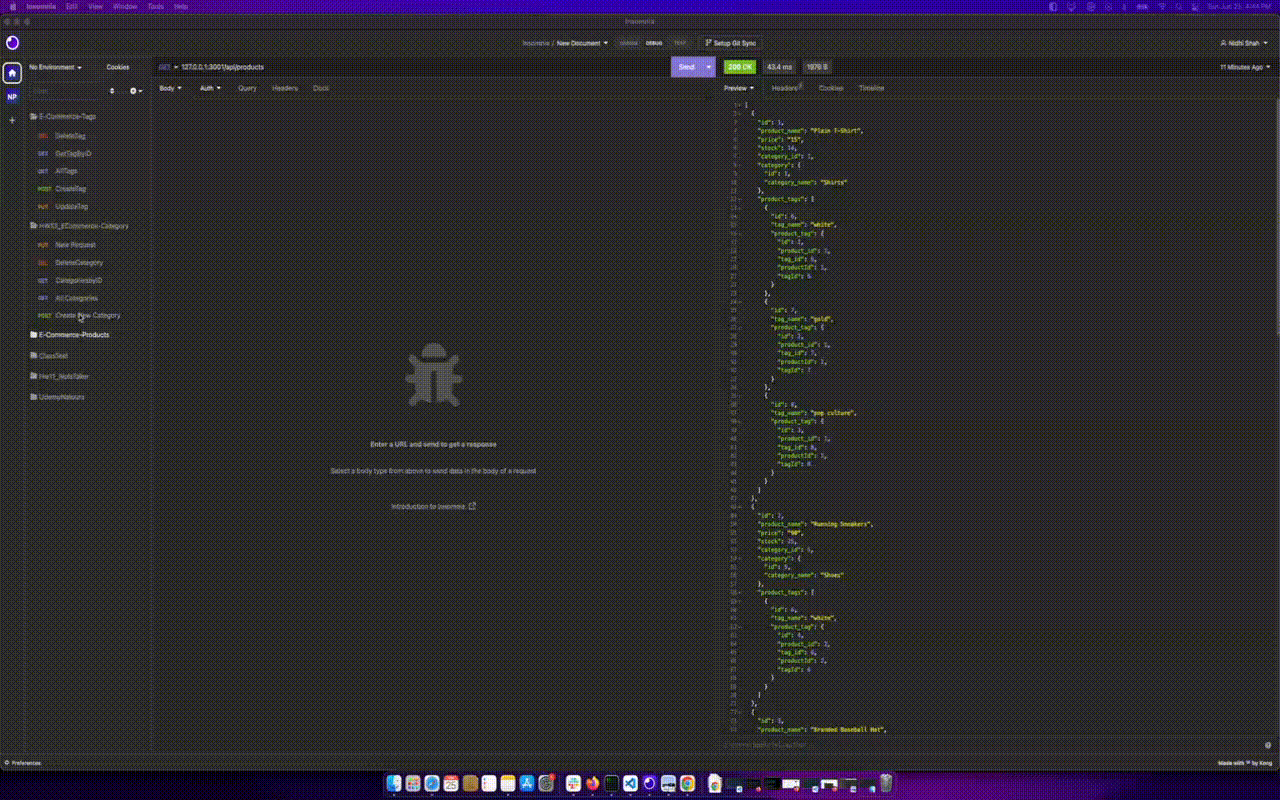 Insomnia Edit View Window Tools Help
Sun Jun 25 4:44 PM
Insomnia
Insomnia / New Document
DEBUG
Setup Git Sync
Nidhi Shah
No Environment
Cookies
GET 127.0.0.1:3001/api/products
Send
200 OK
43.4 ms
1978 B
11 Minutes Ago
NP
Body Auth Query Headers Docs
Preview Headers Cookies Timeline
E-Commerce-Tags
DEL DeleteTag
GET GetTagByID
GET AllTags
POST CreateTag
PUT UpdateTag
ECommerce-Category
PUT New Request
DEL DeleteCategory
GET CategoriesbyID
GET All Categories
POST Create New Category
E-Commerce-Products
ClassTest
Enter a URL and send to get a response
Select a body type from above to send data in the body of a request
Introduction to Insomnia
[
{
"id": 1,
"product_name": "Plain T-Shirt",
"price": "15",
"stock": 14,
"category_id": 1,
"category": {
"id": 1,
"category_name": "Shirts"
},
"product_tags": [
{
"id": 6,
"tag_name": "white",
"product_tag": {
"id": 1,
"product_id": 1,
"tag_id": 6,
"productId": 1,
"tagId": 6
}
},
{
"id": 7,
"tag_name": "gold",
"product_tag": {
"id": 2,
"product_id": 1,
"tag_id": 7,
"productId": 1,
"tagId": 7
}
},
{
"id": 8,
"tag_name": "pop culture",
"product_tag": {
"id": 3,
"product_id": 1,
"tag_id": 8,
"productId": 1,
"tagId": 8
}
}
]
},
{
"id": 2,
"product_name": "Running Sneakers",
"price": "90",
"stock": 25,
"category_id": 5,
"category": {
"id": 5,
"category_name": "Shoes"
},
"product_tags": [
{
"id": 6,
"tag_name": "white",
"product_tag": {
"id": 4,
"product_id": 2,
"tag_id": 6,
"productId": 2,
"tagId": 6
}
}
]
},
{
"id": 3,
"product_name": "Branded Baseball Hat",
Preferences
Made with ♥ by Kong